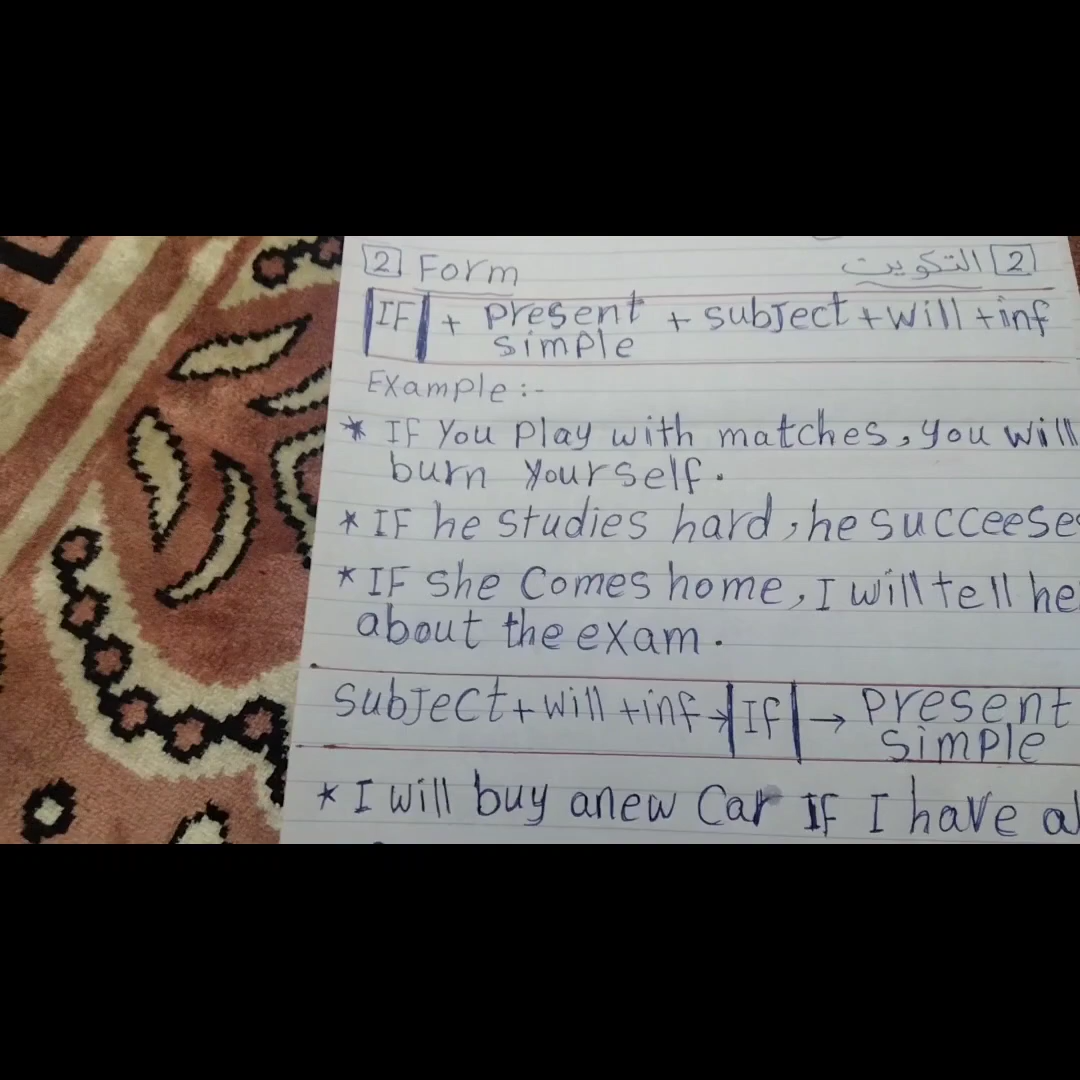 2 Form 2 التكوين
IF + present simple + subject + will + inf
Example :-
* IF you play with matches, you will
burn yourself.
* IF he studies hard, he succeeses
* IF she comes home, I will tell he
about the exam.
subject + will + inf → If → present simple
* I will buy anew Car IF I have al